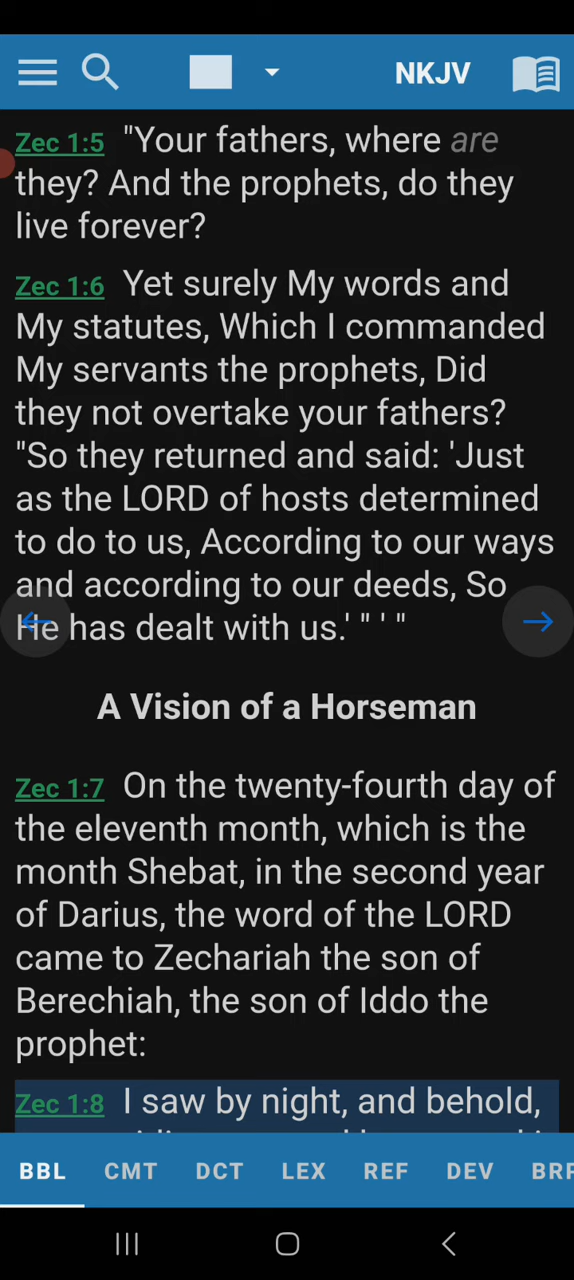 NKJV
Zec 1:5 "Your fathers, where are
they? And the prophets, do they
live forever?
Zec 1:6 Yet surely My words and
My statutes, Which I commanded
My servants the prophets, Did
they not overtake your fathers?
"So they returned and said: 'Just
as the LORD of hosts determined
to do to us, According to our ways
and according to our deeds, So
He has dealt with us.' " ' "
A Vision of a Horseman
Zec 1:7 On the twenty-fourth day of
the eleventh month, which is the
month Shebat, in the second year
of Darius, the word of the LORD
came to Zechariah the son of
Berechiah, the son of Iddo the
prophet:
Zec 1:8 I saw by night, and behold,
BBL CMT DCT LEX REF DEV BRP